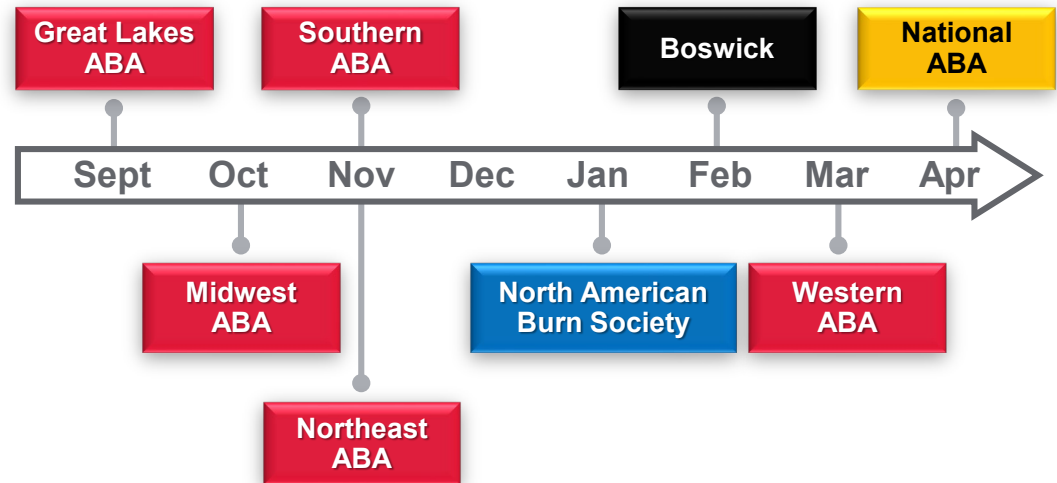 Great Lakes
ABA
Southern
ABA
Boswick
National
ABA
Sept Oct Nov Dec Jan Feb Mar Apr
Midwest
ABA
North American
Burn Society
Western
ABA
Northeast
ABA